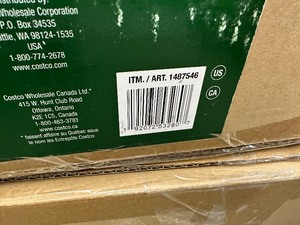 Wholesale Corporation
P.O. Box 34535
Seattle, WA 98124-1535
USA*
1-800-774-2678
www.costco.com
Costco Wholesale Canada Ltd.*
415 W. Hunt Club Road
Ottawa, Ontario
K2E 1C5, Canada
1-800-463-3783
www.costco.ca
* faisant affaire au Québec sous
le nom les Entrepôts Costco
ITM. / ART. 1487546
US
CA